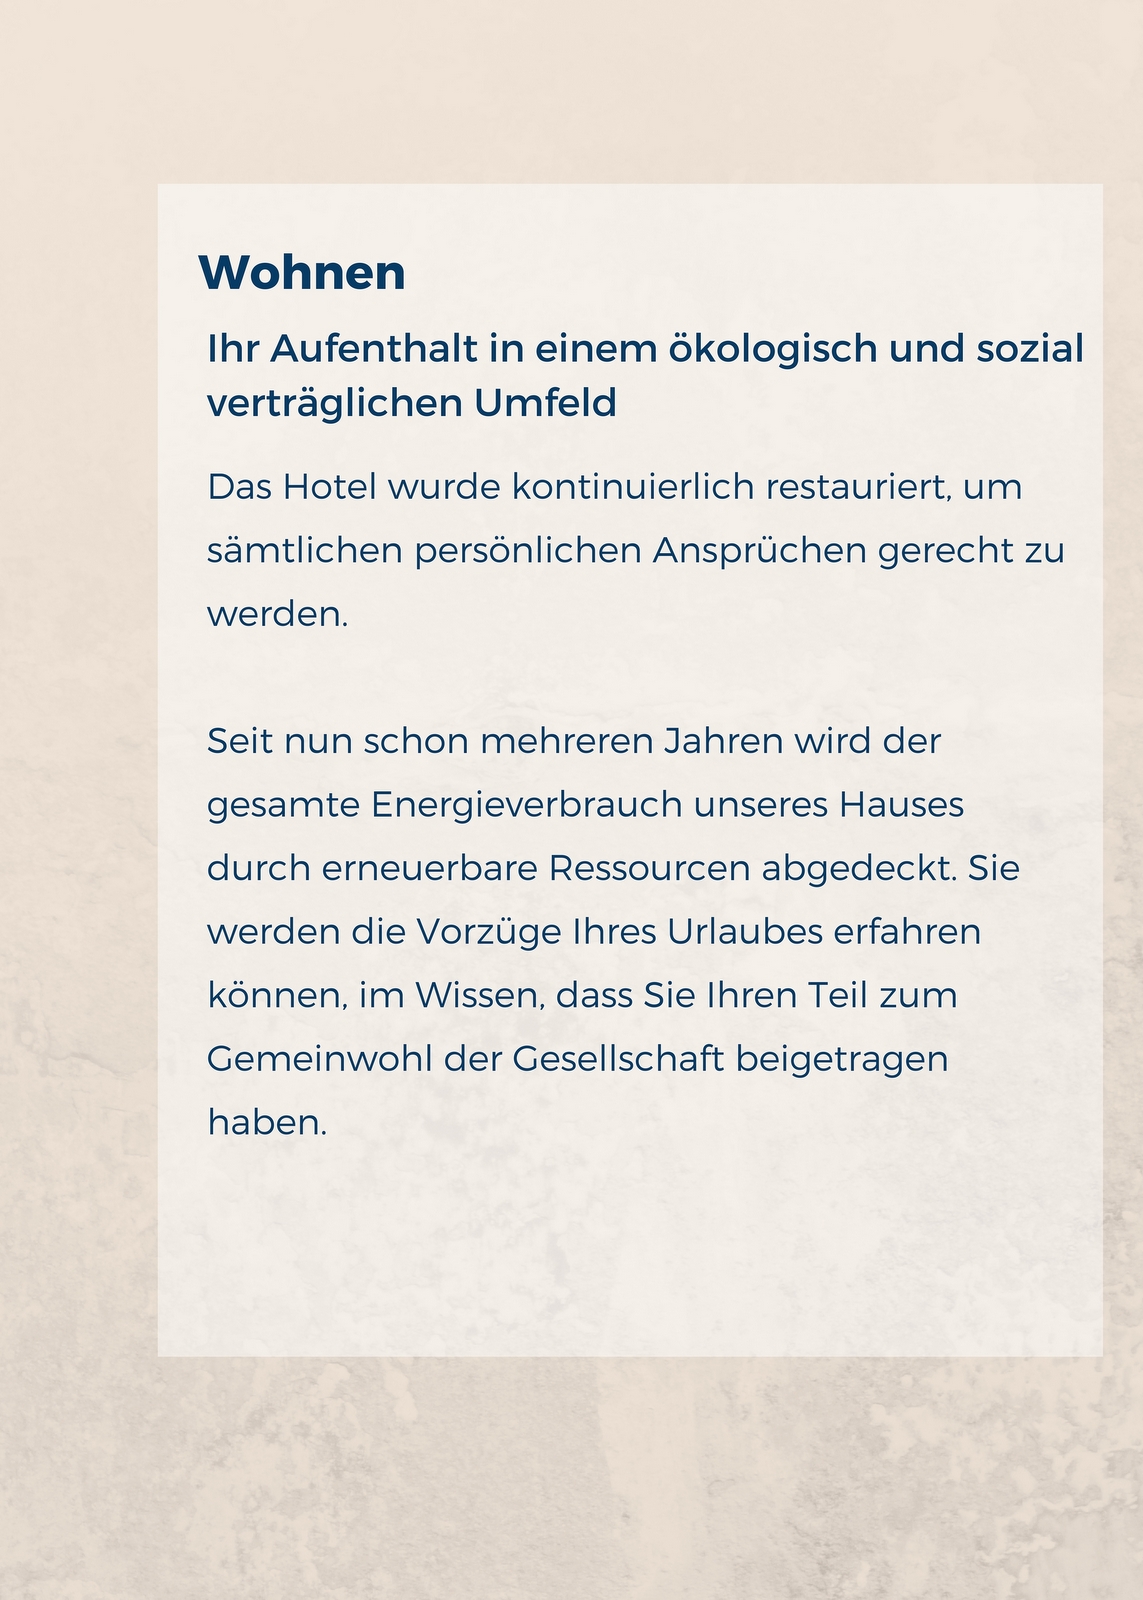 Wohnen
Ihr Aufenthalt in einem ökologisch und sozial
verträglichen Umfeld
Das Hotel wurde kontinuierlich restauriert, um
sämtlichen persönlichen Ansprüchen gerecht zu
werden.
Seit nun schon mehreren Jahren wird der
gesamte Energieverbrauch unseres Hauses
durch erneuerbare Ressourcen abgedeckt. Sie
werden die Vorzüge Ihres Urlaubes erfahren
können, im Wissen, dass Sie Ihren Teil zum
Gemeinwohl der Gesellschaft beigetragen
haben.